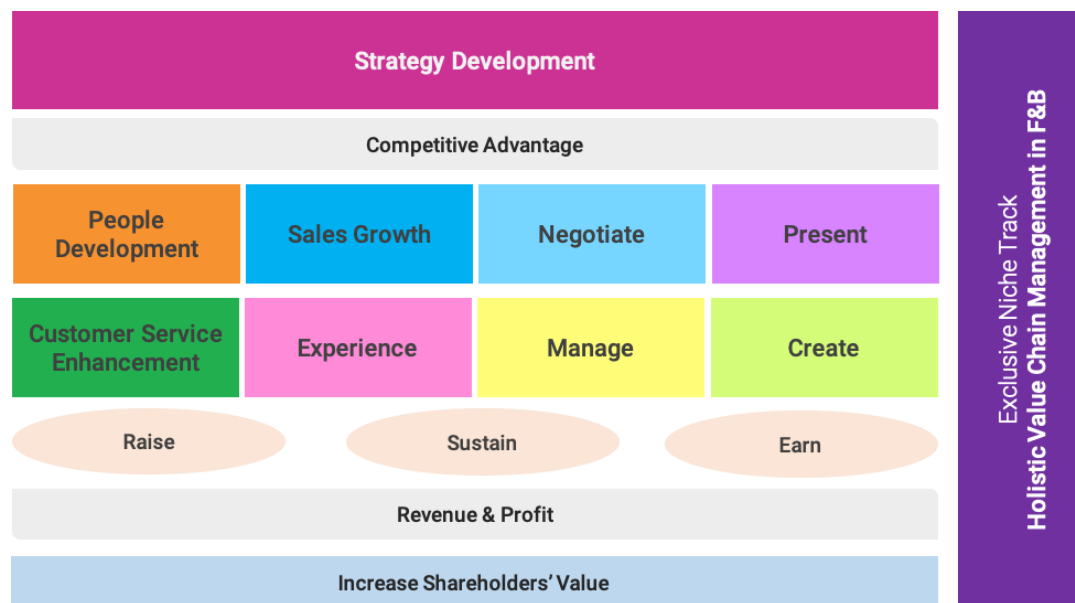 Strategy Development
Competitive Advantage
People
Development
Sales Growth
Negotiate
Present
Customer Service
Enhancement
Experience
Manage
Create
Raise
Sustain
Earn
Revenue & Profit
Increase Shareholders’ Value
Exclusive Niche Track
Holistic Value Chain Management in F&B